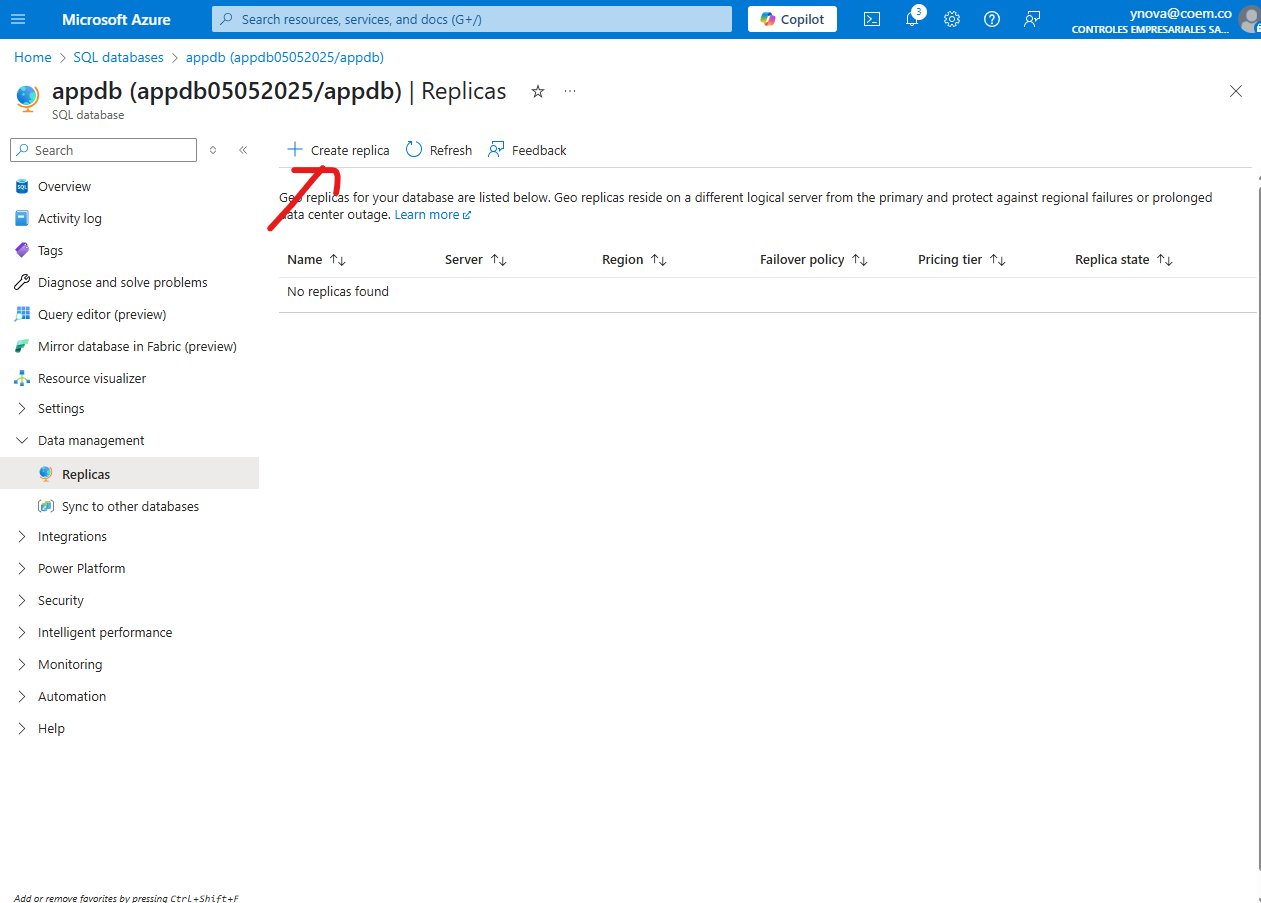 Microsoft Azure
Search resources, services, and docs (G+/)
Copilot
3
ynova@coem.co
CONTROLES EMPRESARIALES SA...
Home > SQL databases > appdb (appdb05052025/appdb)
appdb (appdb05052025/appdb) | Replicas
SQL database
Search
Create replica
Refresh
Feedback
Overview
Activity log
Tags
Diagnose and solve problems
Query editor (preview)
Mirror database in Fabric (preview)
Resource visualizer
Settings
Data management
Replicas
Sync to other databases
Integrations
Power Platform
Security
Intelligent performance
Monitoring
Automation
Help
Add or remove favorites by pressing Ctrl+Shift+F
Geo replicas for your database are listed below. Geo replicas reside on a different logical server from the primary and protect against regional failures or prolonged
data center outage. Learn more
Name Server Region Failover policy Pricing tier Replica state
No replicas found